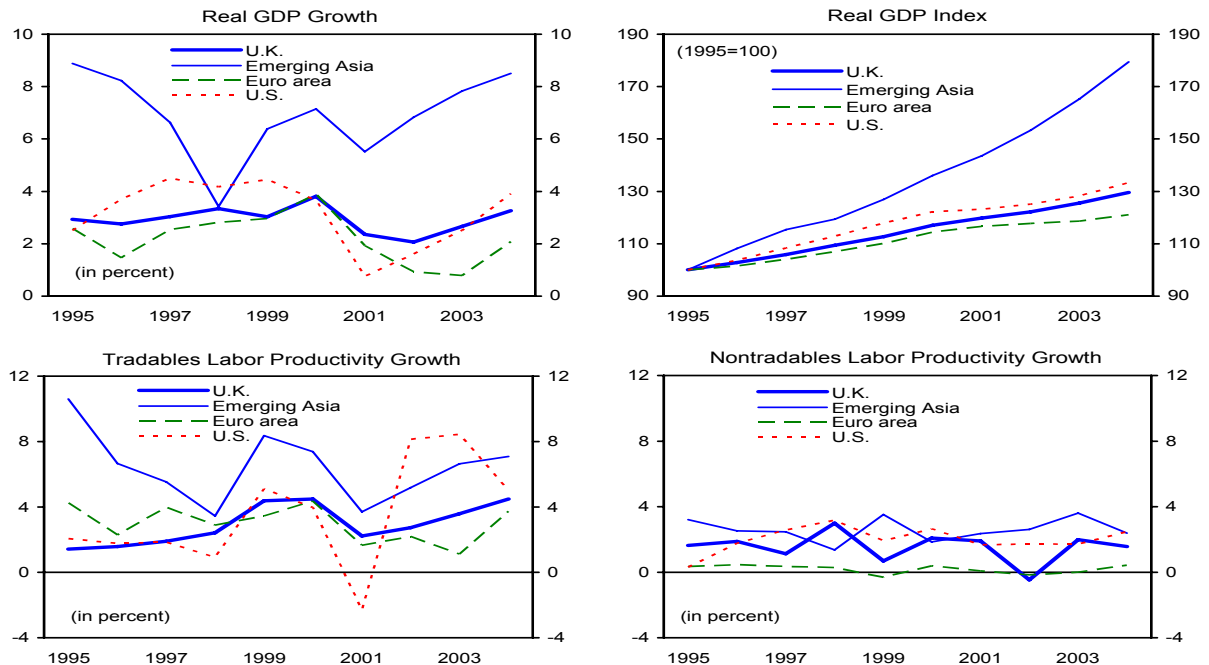 Real GDP Growth
10
8
6
4
2
0
10
8
6
4
2
0
U.K.
Emerging Asia
Euro area
U.S.
(in percent)
1995 1997 1999 2001 2003
Real GDP Index
190
170
150
130
110
90
190
170
150
130
110
90
(1995=100)
U.K.
Emerging Asia
Euro area
U.S.
1995 1997 1999 2001 2003
Tradables Labor Productivity Growth
12
8
4
0
-4
12
8
4
0
-4
U.K.
Emerging Asia
Euro area
U.S.
(in percent)
1995 1997 1999 2001 2003
Nontradables Labor Productivity Growth
12
8
4
0
-4
12
8
4
0
-4
U.K.
Emerging Asia
Euro area
U.S.
(in percent)
1995 1997 1999 2001 2003